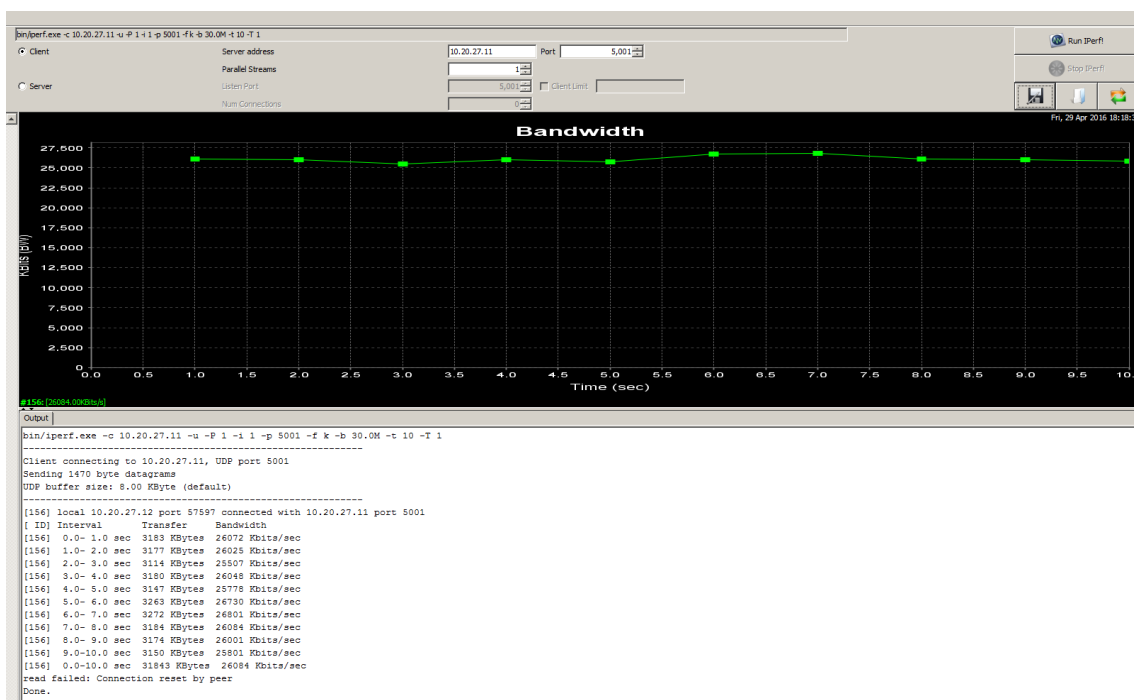 bin/iperf.exe -c 10.20.27.11 -u -P 1 -i 1 -p 5001 -f k -b 30.0M -t 10 -T 1
Run IPerf!
Client Server address 10.20.27.11 Port 5,001
Parallel Streams 1
Stop IPerf!
Server Listen Port 5,001 Client Limit
Num Connections 0
Fri, 29 Apr 2016 18:18:3
Bandwidth
27,500
25,000
22,500
20,000
17,500
15,000
12,500
10,000
7,500
5,000
2,500
0
KBits (BW)
0.0 0.5 1.0 1.5 2.0 2.5 3.0 3.5 4.0 4.5 5.0 5.5 6.0 6.5 7.0 7.5 8.0 8.5 9.0 9.5 10.
Time (sec)
#156: [26084.00KBits/s]
Output
bin/iperf.exe -c 10.20.27.11 -u -P 1 -i 1 -p 5001 -f k -b 30.0M -t 10 -T 1
------------------------------------------------------------
Client connecting to 10.20.27.11, UDP port 5001
Sending 1470 byte datagrams
UDP buffer size: 8.00 KByte (default)
------------------------------------------------------------
[156] local 10.20.27.12 port 57597 connected with 10.20.27.11 port 5001
[ ID] Interval Transfer Bandwidth
[156] 0.0- 1.0 sec 3183 KBytes 26072 Kbits/sec
[156] 1.0- 2.0 sec 3177 KBytes 26025 Kbits/sec
[156] 2.0- 3.0 sec 3114 KBytes 25507 Kbits/sec
[156] 3.0- 4.0 sec 3180 KBytes 26048 Kbits/sec
[156] 4.0- 5.0 sec 3147 KBytes 25778 Kbits/sec
[156] 5.0- 6.0 sec 3263 KBytes 26730 Kbits/sec
[156] 6.0- 7.0 sec 3272 KBytes 26801 Kbits/sec
[156] 7.0- 8.0 sec 3184 KBytes 26084 Kbits/sec
[156] 8.0- 9.0 sec 3174 KBytes 26001 Kbits/sec
[156] 9.0-10.0 sec 3150 KBytes 25801 Kbits/sec
[156] 0.0-10.0 sec 31843 KBytes 26084 Kbits/sec
read failed: Connection reset by peer
Done.